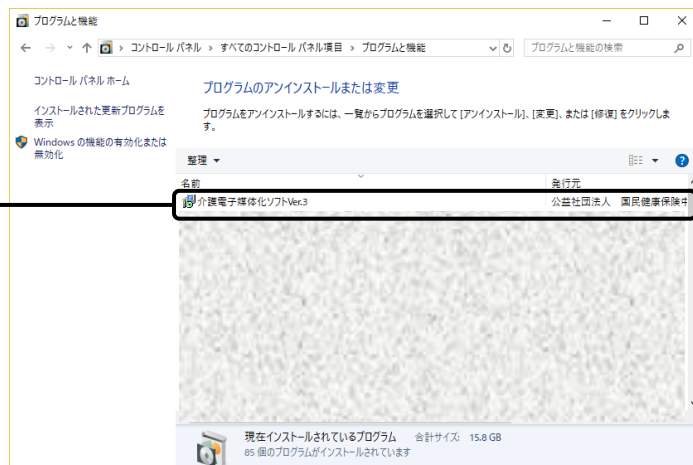 プログラムと機能
コントロール パネル › すべてのコントロール パネル項目 › プログラムと機能
プログラムと機能の検索
コントロール パネル ホーム
インストールされた更新プログラムを
表示
Windows の機能の有効化または
無効化
プログラムのアンインストールまたは変更
プログラムをアンインストールするには、一覧からプログラムを選択して [アンインストール]、[変更]、または [修復] をクリックしま
す。
整理
名前 発行元
介護電子媒体化ソフトVer.3 公益社団法人 国民健康保険中
現在インストールされているプログラム 合計サイズ: 15.8 GB
85 個のプログラムがインストールされています